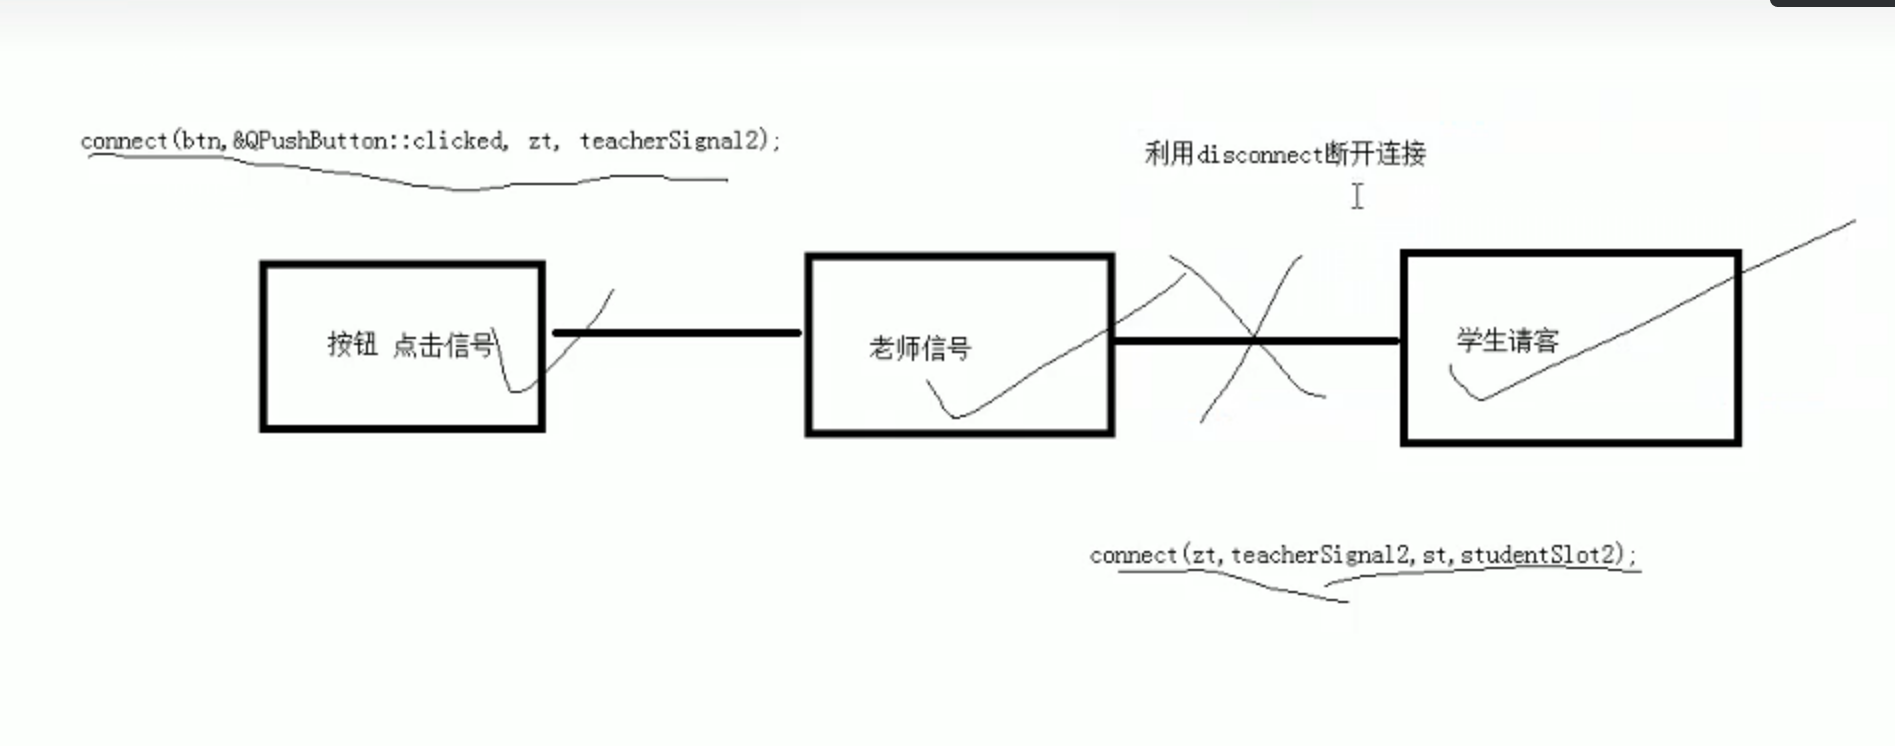 connect(btn,&QPushButton::clicked, zt, teacherSignal2);
利用disconnect断开连接
按钮 点击信号
老师信号
学生请客
connect(zt,teacherSignal2,st,studentSlot2);